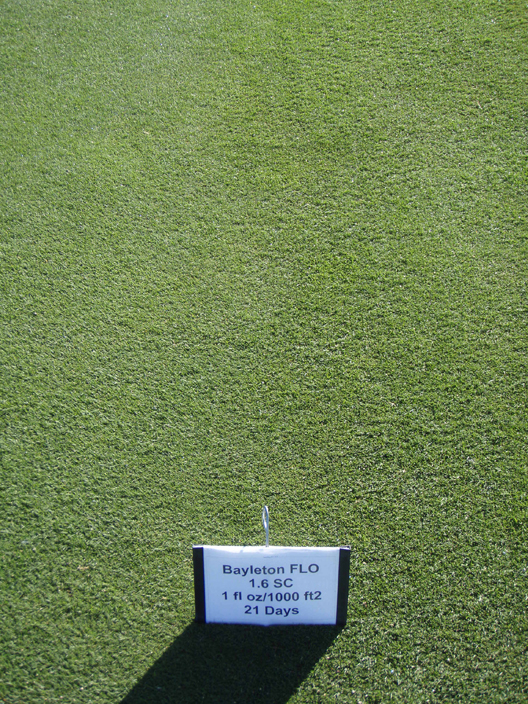 Bayleton FLO
1.6 SC
1 fl oz/1000 ft2
21 Days